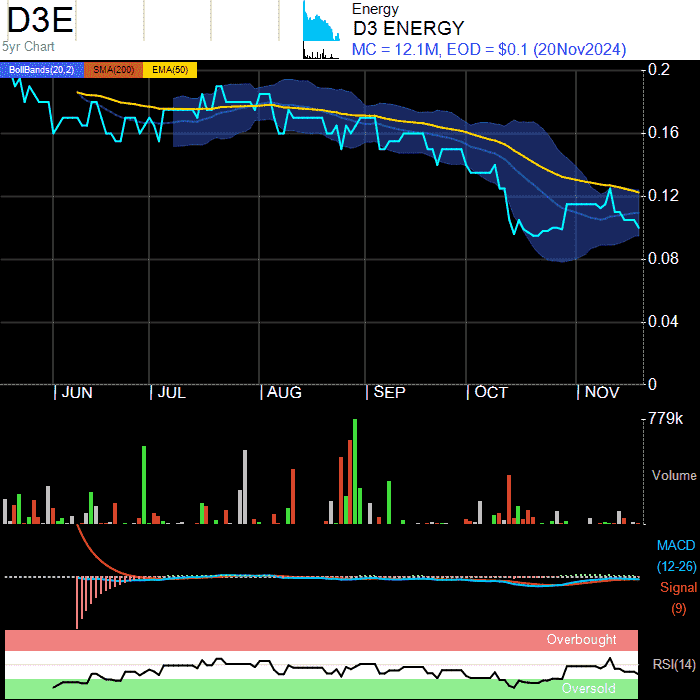 D3E
5yr Chart
Energy
D3 ENERGY
MC = 12.1M, EOD = $0.1 (20Nov2024)
BollBands(20,2) SMA(200) EMA(50)
0.2
0.16
0.12
0.08
0.04
0
JUN JUL AUG SEP OCT NOV
779k
Volume
MACD
(12-26)
Signal
(9)
Overbought
RSI(14)
Oversold